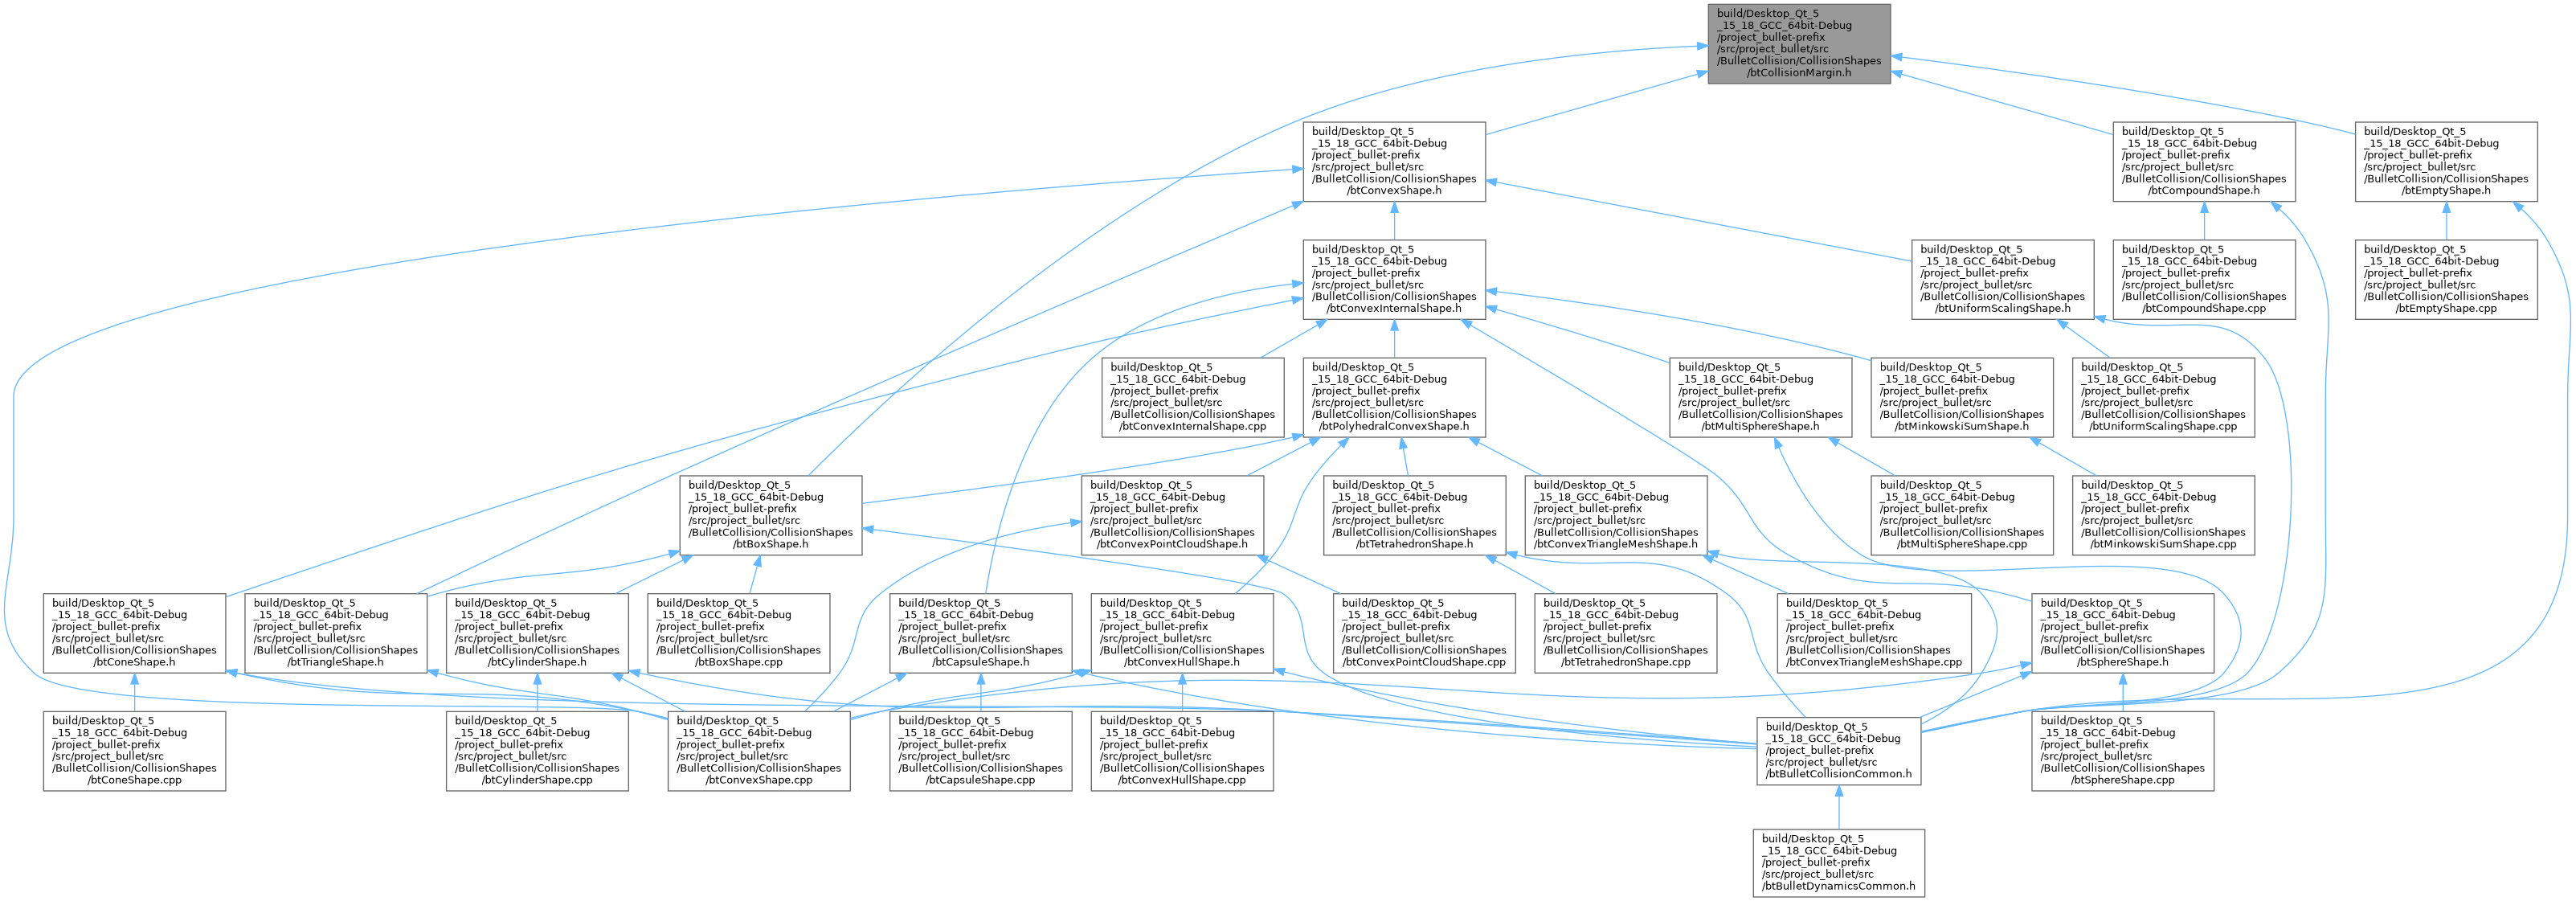 build/Desktop_Qt_5
_15_18_GCC_64bit-Debug
/project_bullet-prefix
/src/project_bullet/src
/BulletCollision/CollisionShapes
/btCollisionMargin.h
build/Desktop_Qt_5
_15_18_GCC_64bit-Debug
/project_bullet-prefix
/src/project_bullet/src
/BulletCollision/CollisionShapes
/btConvexShape.h
build/Desktop_Qt_5
_15_18_GCC_64bit-Debug
/project_bullet-prefix
/src/project_bullet/src
/BulletCollision/CollisionShapes
/btCompoundShape.h
build/Desktop_Qt_5
_15_18_GCC_64bit-Debug
/project_bullet-prefix
/src/project_bullet/src
/BulletCollision/CollisionShapes
/btEmptyShape.h
build/Desktop_Qt_5
_15_18_GCC_64bit-Debug
/project_bullet-prefix
/src/project_bullet/src
/BulletCollision/CollisionShapes
/btConvexInternalShape.h
build/Desktop_Qt_5
_15_18_GCC_64bit-Debug
/project_bullet-prefix
/src/project_bullet/src
/BulletCollision/CollisionShapes
/btUniformScalingShape.h
build/Desktop_Qt_5
_15_18_GCC_64bit-Debug
/project_bullet-prefix
/src/project_bullet/src
/BulletCollision/CollisionShapes
/btCompoundShape.cpp
build/Desktop_Qt_5
_15_18_GCC_64bit-Debug
/project_bullet-prefix
/src/project_bullet/src
/BulletCollision/CollisionShapes
/btEmptyShape.cpp
build/Desktop_Qt_5
_15_18_GCC_64bit-Debug
/project_bullet-prefix
/src/project_bullet/src
/BulletCollision/CollisionShapes
/btConvexInternalShape.cpp
build/Desktop_Qt_5
_15_18_GCC_64bit-Debug
/project_bullet-prefix
/src/project_bullet/src
/BulletCollision/CollisionShapes
/btPolyhedralConvexShape.h
build/Desktop_Qt_5
_15_18_GCC_64bit-Debug
/project_bullet-prefix
/src/project_bullet/src
/BulletCollision/CollisionShapes
/btMultiSphereShape.h
build/Desktop_Qt_5
_15_18_GCC_64bit-Debug
/project_bullet-prefix
/src/project_bullet/src
/BulletCollision/CollisionShapes
/btMinkowskiSumShape.h
build/Desktop_Qt_5
_15_18_GCC_64bit-Debug
/project_bullet-prefix
/src/project_bullet/src
/BulletCollision/CollisionShapes
/btUniformScalingShape.cpp
build/Desktop_Qt_5
_15_18_GCC_64bit-Debug
/project_bullet-prefix
/src/project_bullet/src
/BulletCollision/CollisionShapes
/btBoxShape.h
build/Desktop_Qt_5
_15_18_GCC_64bit-Debug
/project_bullet-prefix
/src/project_bullet/src
/BulletCollision/CollisionShapes
/btConvexPointCloudShape.h
build/Desktop_Qt_5
_15_18_GCC_64bit-Debug
/project_bullet-prefix
/src/project_bullet/src
/BulletCollision/CollisionShapes
/btTetrahedronShape.h
build/Desktop_Qt_5
_15_18_GCC_64bit-Debug
/project_bullet-prefix
/src/project_bullet/src
/BulletCollision/CollisionShapes
/btConvexTriangleMeshShape.h
build/Desktop_Qt_5
_15_18_GCC_64bit-Debug
/project_bullet-prefix
/src/project_bullet/src
/BulletCollision/CollisionShapes
/btMultiSphereShape.cpp
build/Desktop_Qt_5
_15_18_GCC_64bit-Debug
/project_bullet-prefix
/src/project_bullet/src
/BulletCollision/CollisionShapes
/btMinkowskiSumShape.cpp
build/Desktop_Qt_5
_15_18_GCC_64bit-Debug
/project_bullet-prefix
/src/project_bullet/src
/BulletCollision/CollisionShapes
/btConeShape.h
build/Desktop_Qt_5
_15_18_GCC_64bit-Debug
/project_bullet-prefix
/src/project_bullet/src
/BulletCollision/CollisionShapes
/btTriangleShape.h
build/Desktop_Qt_5
_15_18_GCC_64bit-Debug
/project_bullet-prefix
/src/project_bullet/src
/BulletCollision/CollisionShapes
/btCylinderShape.h
build/Desktop_Qt_5
_15_18_GCC_64bit-Debug
/project_bullet-prefix
/src/project_bullet/src
/BulletCollision/CollisionShapes
/btBoxShape.cpp
build/Desktop_Qt_5
_15_18_GCC_64bit-Debug
/project_bullet-prefix
/src/project_bullet/src
/BulletCollision/CollisionShapes
/btCapsuleShape.h
build/Desktop_Qt_5
_15_18_GCC_64bit-Debug
/project_bullet-prefix
/src/project_bullet/src
/BulletCollision/CollisionShapes
/btConvexHullShape.h
build/Desktop_Qt_5
_15_18_GCC_64bit-Debug
/project_bullet-prefix
/src/project_bullet/src
/BulletCollision/CollisionShapes
/btConvexPointCloudShape.cpp
build/Desktop_Qt_5
_15_18_GCC_64bit-Debug
/project_bullet-prefix
/src/project_bullet/src
/BulletCollision/CollisionShapes
/btTetrahedronShape.cpp
build/Desktop_Qt_5
_15_18_GCC_64bit-Debug
/project_bullet-prefix
/src/project_bullet/src
/BulletCollision/CollisionShapes
/btConvexTriangleMeshShape.cpp
build/Desktop_Qt_5
_15_18_GCC_64bit-Debug
/project_bullet-prefix
/src/project_bullet/src
/BulletCollision/CollisionShapes
/btSphereShape.h
build/Desktop_Qt_5
_15_18_GCC_64bit-Debug
/project_bullet-prefix
/src/project_bullet/src
/BulletCollision/CollisionShapes
/btConeShape.cpp
build/Desktop_Qt_5
_15_18_GCC_64bit-Debug
/project_bullet-prefix
/src/project_bullet/src
/BulletCollision/CollisionShapes
/btCylinderShape.cpp
build/Desktop_Qt_5
_15_18_GCC_64bit-Debug
/project_bullet-prefix
/src/project_bullet/src
/BulletCollision/CollisionShapes
/btConvexShape.cpp
build/Desktop_Qt_5
_15_18_GCC_64bit-Debug
/project_bullet-prefix
/src/project_bullet/src
/BulletCollision/CollisionShapes
/btCapsuleShape.cpp
build/Desktop_Qt_5
_15_18_GCC_64bit-Debug
/project_bullet-prefix
/src/project_bullet/src
/BulletCollision/CollisionShapes
/btConvexHullShape.cpp
build/Desktop_Qt_5
_15_18_GCC_64bit-Debug
/project_bullet-prefix
/src/project_bullet/src
/btBulletCollisionCommon.h
build/Desktop_Qt_5
_15_18_GCC_64bit-Debug
/project_bullet-prefix
/src/project_bullet/src
/BulletCollision/CollisionShapes
/btSphereShape.cpp
build/Desktop_Qt_5
_15_18_GCC_64bit-Debug
/project_bullet-prefix
/src/project_bullet/src
/btBulletDynamicsCommon.h